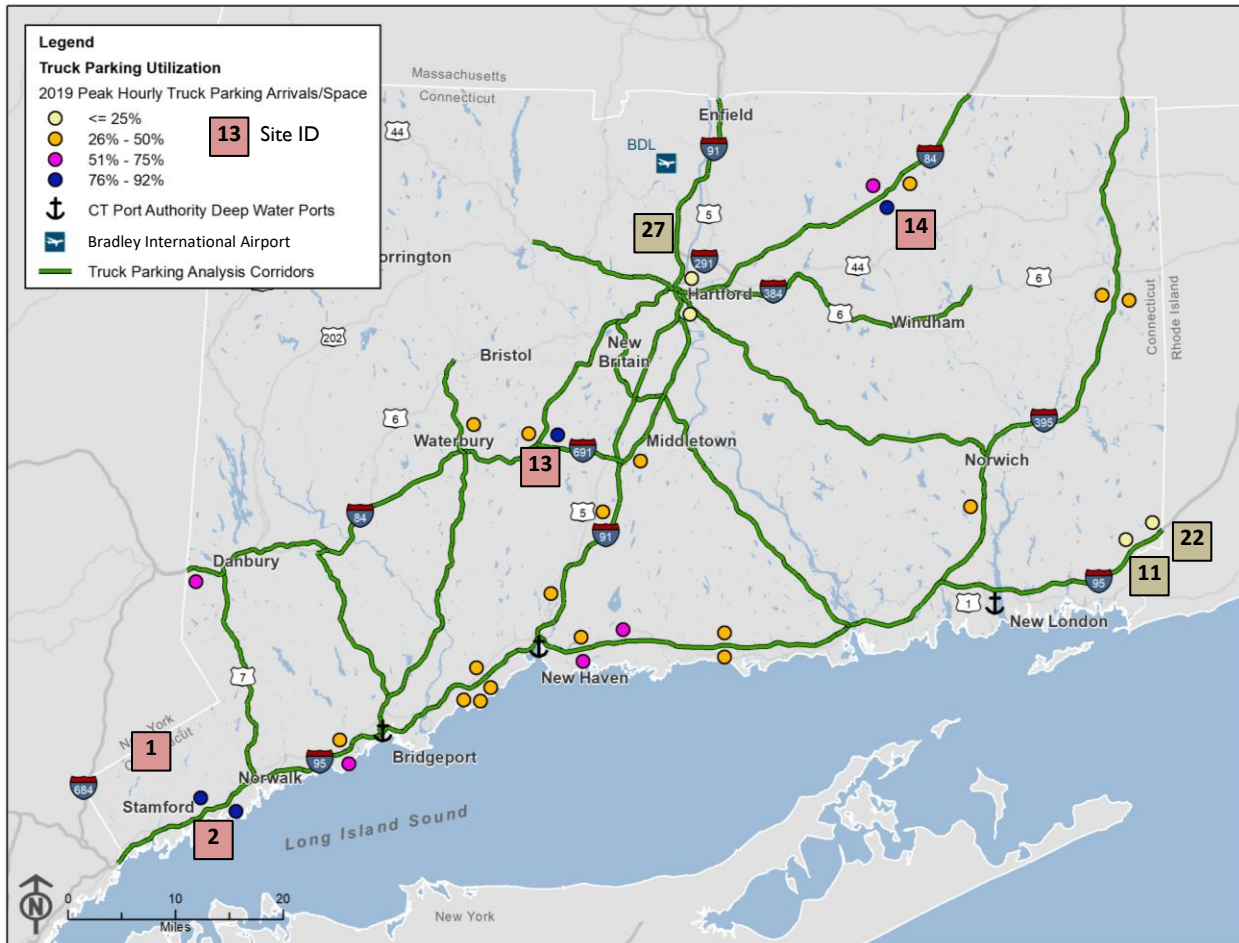 Legend
Truck Parking Utilization
2019 Peak Hourly Truck Parking Arrivals/Space
<= 25%
26% - 50%
51% - 75%
76% - 92%
13 Site ID
CT Port Authority Deep Water Ports
Bradley International Airport
Truck Parking Analysis Corridors
Massachusetts
Connecticut
44
Enfield
BDL
91
84
5
27
14
291
44
6
orrington
Hartford
384
6
Windham
Connecticut
Rhode Island
202
Bristol
New
Britain
6
Waterbury
Middletown
395
691
13
Norwich
5
84
91
22
Danbury
11
95
1
New London
New Haven
7
New York
1
Bridgeport
95
Norwalk
684
Stamford
2
Long Island Sound
N
0 10 20
Miles
New York